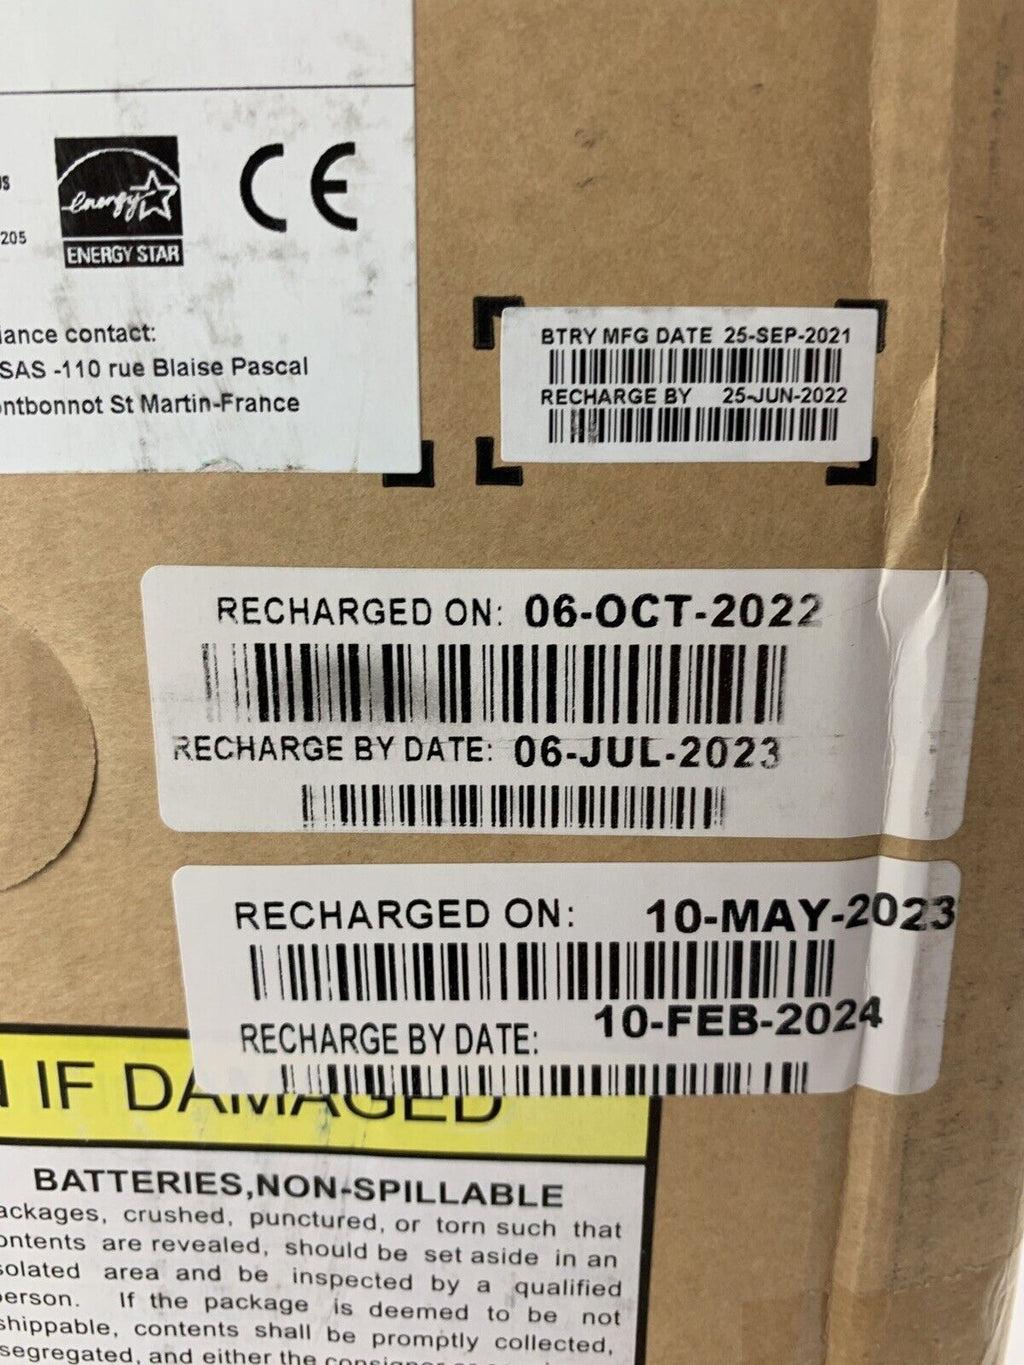 205
energy
ENERGY STAR
CE
iance contact:
SAS -110 rue Blaise Pascal
ntbonnot St Martin-France
BTRY MFG DATE 25-SEP-2021
RECHARGE BY 25-JUN-2022
RECHARGED ON: 06-OCT-2022
RECHARGE BY DATE: 06-JUL-2023
RECHARGED ON: 10-MAY-2023
RECHARGE BY DATE: 10-FEB-2024
IF DAMAGED
BATTERIES,NON-SPILLABLE
ackages, crushed, punctured, or torn such that
ontents are revealed, should be set aside in an
solated area and be inspected by a qualified
erson. If the package is deemed to be not
shippable, contents shall be promptly collected,
segregated, and either the